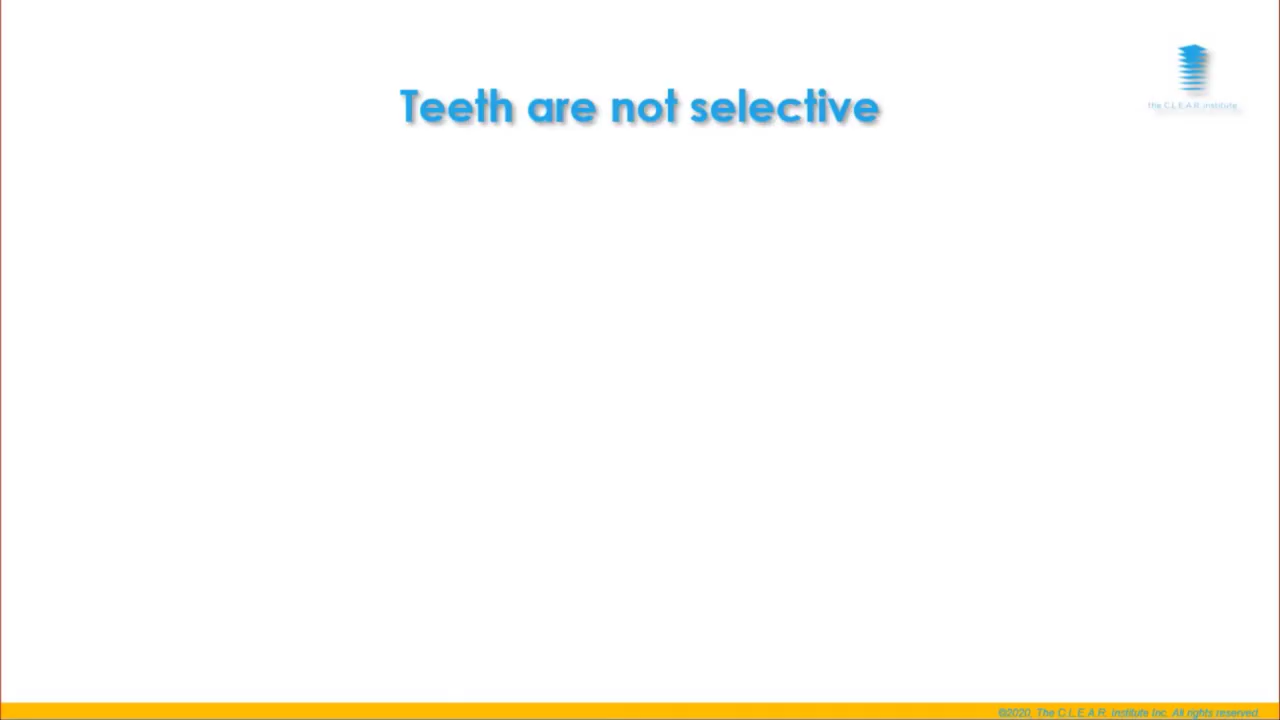 Teeth are not selective
the C.L.E.A.R. institute
©2020, The C.L.E.A.R. Institute Inc. All rights reserved